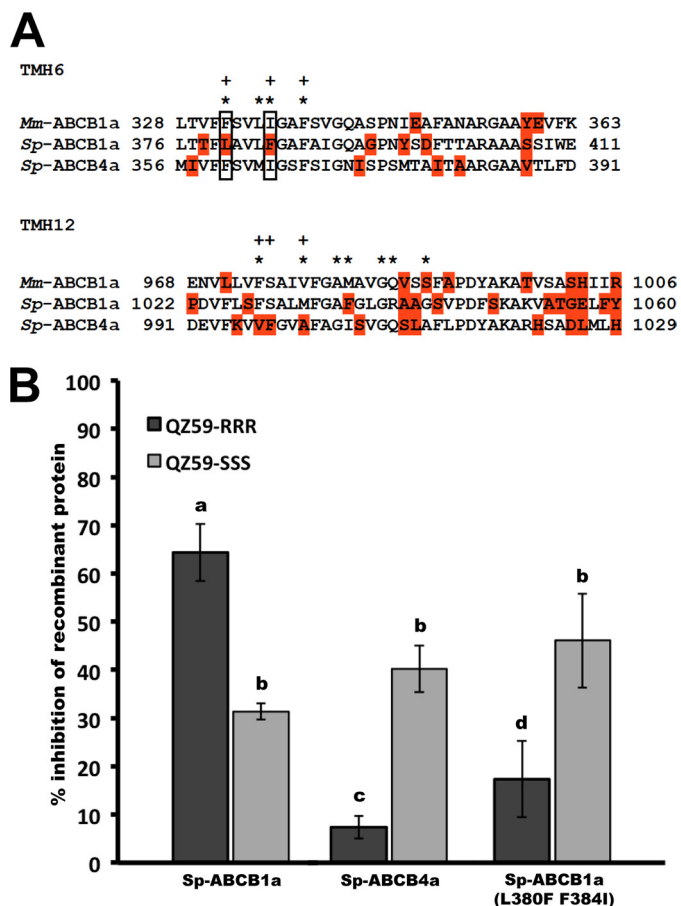 A
TMH6
+ + +
* ** *
Mm-ABCB1a 328 LTVFFSVLIGAFSVGQASPNIEAFANARGAAYEVFK 363
Sp-ABCB1a 376 LTTFLAVLFGAFAIGQAGPNYSDFTTARAAASSIWE 411
Sp-ABCB4a 356 MIVFFSVMIGSFSIGNISPSMTAITAARGAAVTLFD 391
TMH12
++ +
* * ** ** *
Mm-ABCB1a 968 ENVLLVFSAIVFGAMAVGQVSSFAPDYAKATVSASHIIR 1006
Sp-ABCB1a 1022 PDVFLSFSALMFGAFGLGRAAGSVPDFSKAKVATGELFY 1060
Sp-ABCB4a 991 DEVFKVVFGVAFAGISVGQSLAFLPDYAKARHSADLMLH 1029
B
% inhibition of recombinant protein
100
90
80
70
60
50
40
30
20
10
0
QZ59-RRR
QZ59-SSS
a
b
c
b
d
b
Sp-ABCB1a
Sp-ABCB4a
Sp-ABCB1a
(L380F F384I)